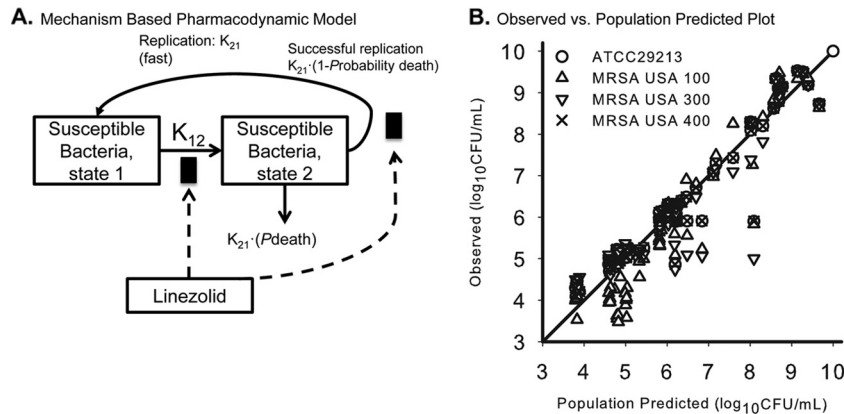 A. Mechanism Based Pharmacodynamic Model
Replication: K21
(fast)
Successful replication
K21·(1-Probability death)
Susceptible
Bacteria,
state 1
K12
Susceptible
Bacteria,
state 2
K21·(Pdeath)
Linezolid
B. Observed vs. Population Predicted Plot
Observed (log10CFU/mL)
10
9
8
7
6
5
4
3
ATCC29213
MRSA USA 100
MRSA USA 300
MRSA USA 400
3 4 5 6 7 8 9 10
Population Predicted (log10CFU/mL)